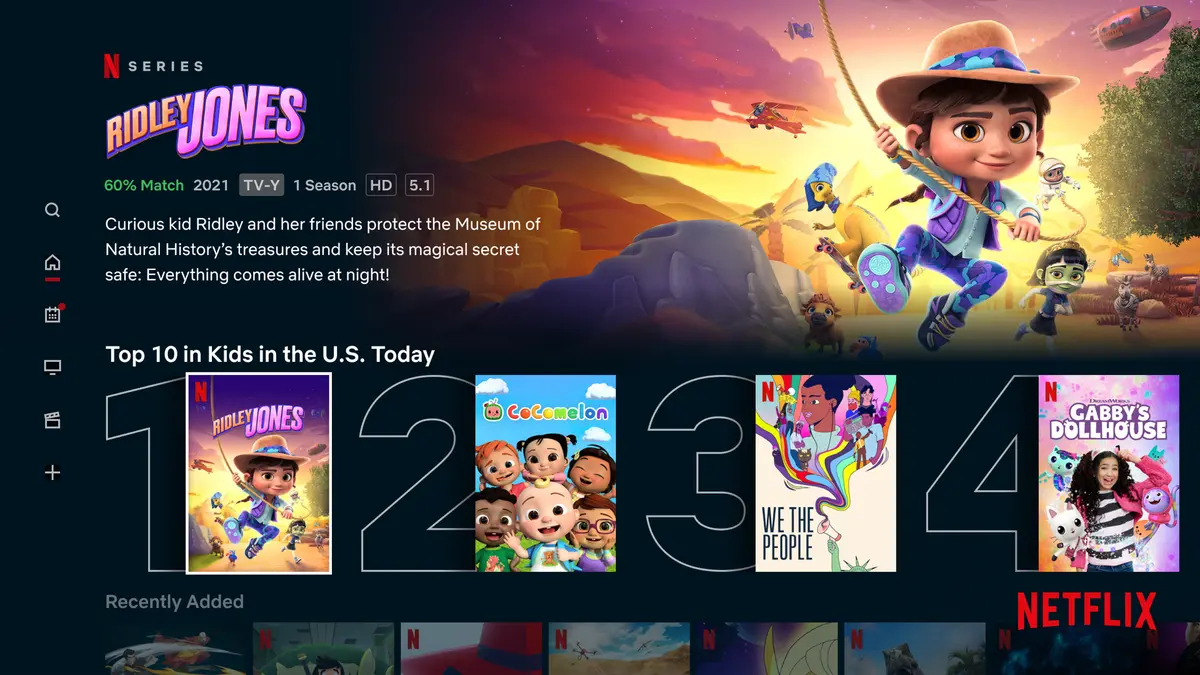 N SERIES
RIDLEY JONES
60% Match 2021 TV-Y 1 Season HD 5.1
Curious kid Ridley and her friends protect the Museum of
Natural History’s treasures and keep its magical secret
safe: Everything comes alive at night!
Top 10 in Kids in the U.S. Today
1
N
RIDLEY JONES
2
CoComelon
3
N
WE THE
PEOPLE
4
N
DREAMWORKS
GABBY'S
DOLLHOUSE
Recently Added
NETFLIX
N
N
N
N
N
N
N